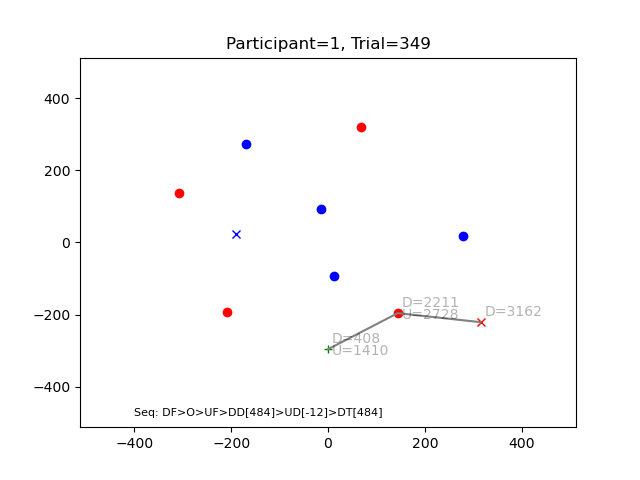 Participant=1, Trial=349
400
200
0
−200
−400
D=2211
U=2728
D=3162
D=408
U=1410
Seq: DF>O>UF>DD[484]>UD[-12]>DT[484]
−400 −200 0 200 400